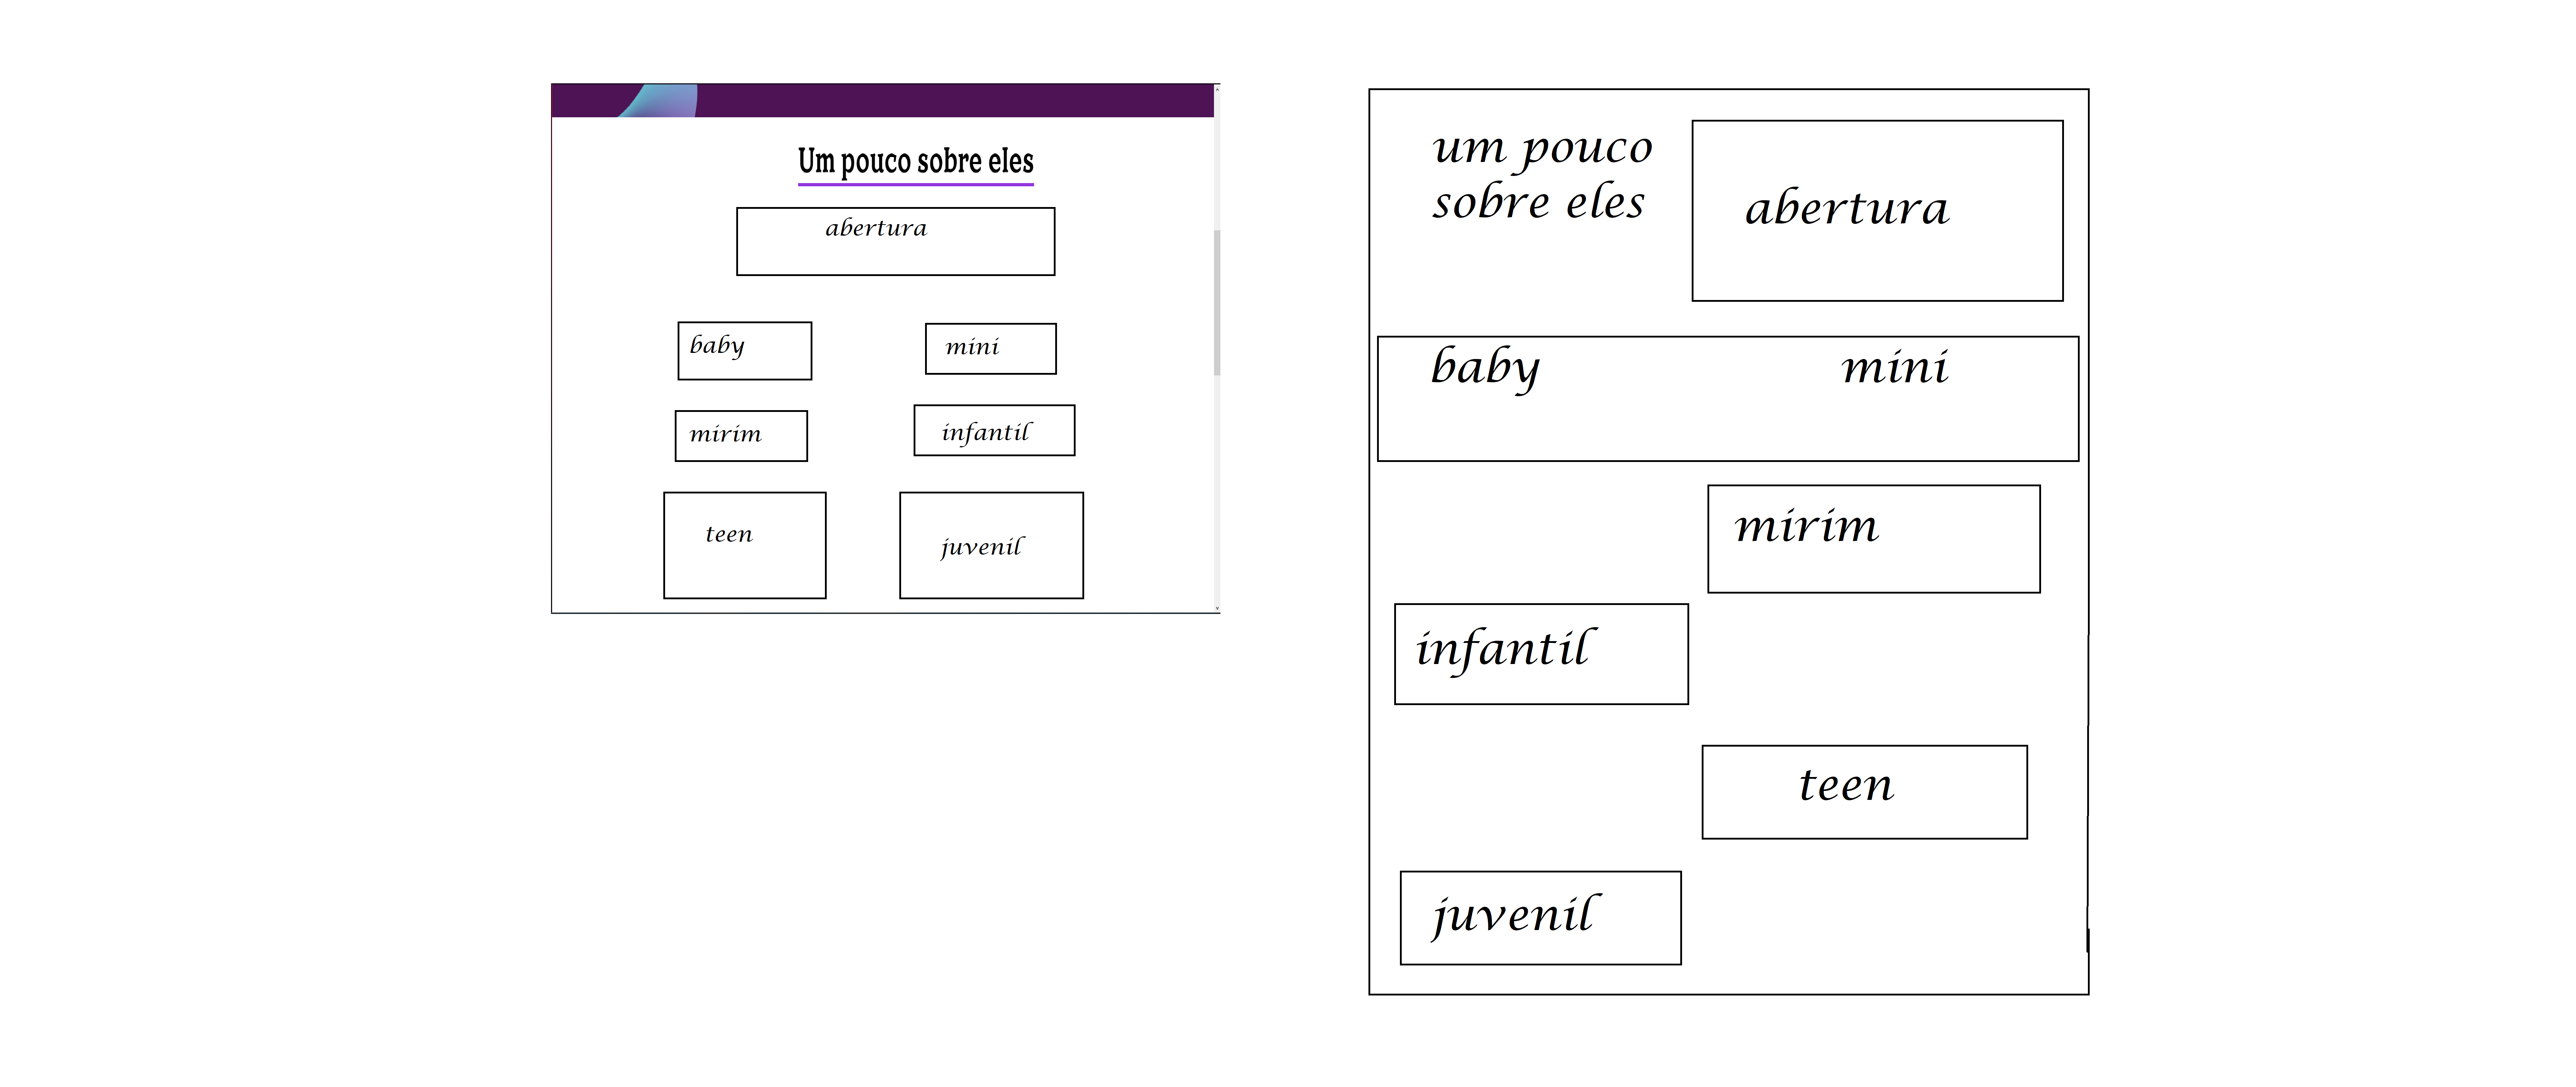 Um pouco sobre eles
abertura
baby
mini
mirim
infantil
teen
juvenil
um pouco
sobre eles
abertura
baby
mini
mirim
infantil
teen
juvenil